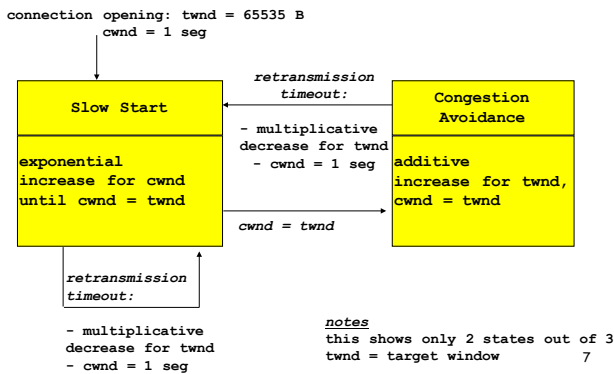 connection opening: twnd = 65535 B
cwnd = 1 seg
Slow Start
exponential
increase for cwnd
until cwnd = twnd
retransmission
timeout:
- multiplicative
decrease for twnd
- cwnd = 1 seg
Congestion
Avoidance
additive
increase for twnd,
cwnd = twnd
cwnd = twnd
retransmission
timeout:
- multiplicative
decrease for twnd
- cwnd = 1 seg
notes
this shows only 2 states out of 3
twnd = target window
7